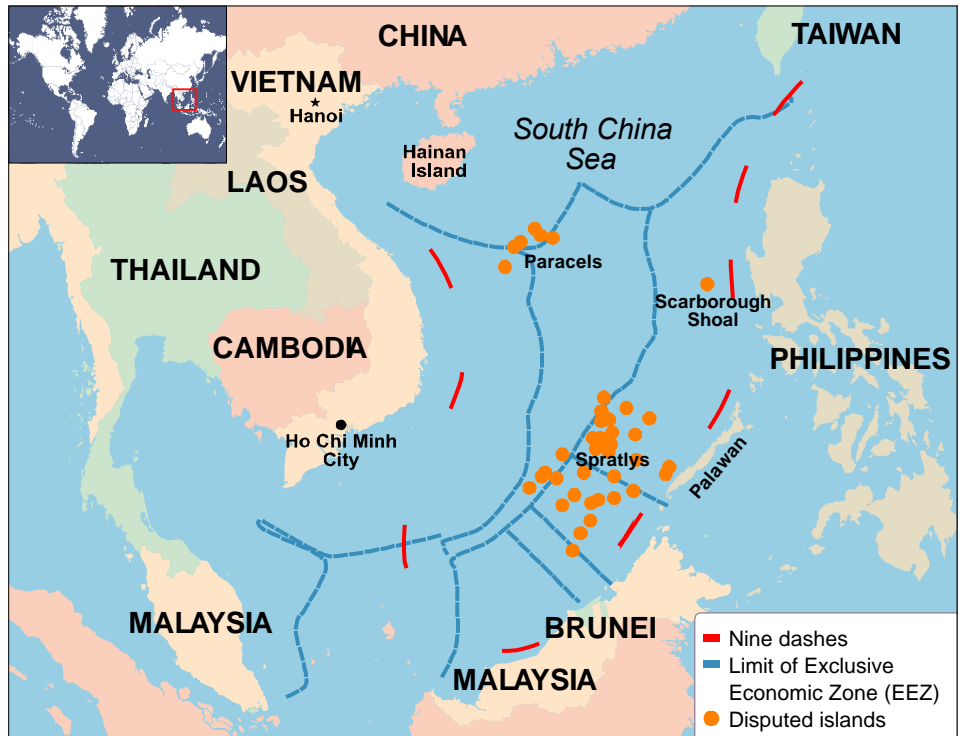 CHINA
TAIWAN
VIETNAM
Hanoi
South China
Sea
Hainan
Island
LAOS
THAILAND
Paracels
Scarborough
Shoal
CAMBODIA
PHILIPPINES
Ho Chi Minh
City
Spratlys
Palawan
MALAYSIA
BRUNEI
MALAYSIA
Nine dashes
Limit of Exclusive
Economic Zone (EEZ)
Disputed islands